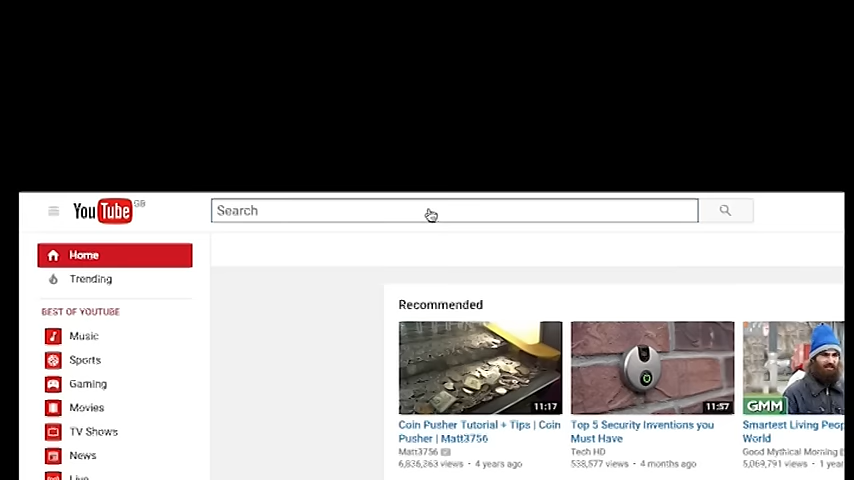 YouTube GB
Search
Home
Trending
BEST OF YOUTUBE
Music
Sports
Gaming
Movies
TV Shows
News
Live
Recommended
11:17
11:57
GMM
Coin Pusher Tutorial + Tips | Coin
Pusher | Matt3756
Matt3756
6,836,363 views • 4 years ago
Top 5 Security Inventions you
Must Have
Tech HD
538,577 views • 4 months ago
Smartest Living Peop
World
Good Mythical Morning
5,069,791 views • 1 year